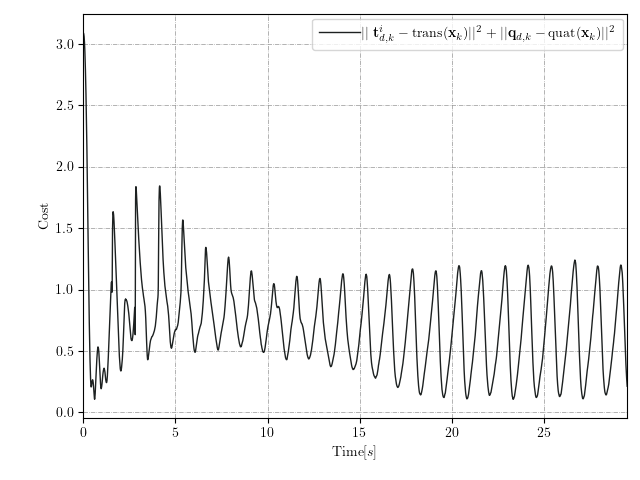 || t^i_{d,k} − trans(x_k)||^2 + ||q_{d,k} − quat(x_k)||^2
3.0
2.5
2.0
1.5
1.0
0.5
0.0
Cost
0 5 10 15 20 25
Time[s]